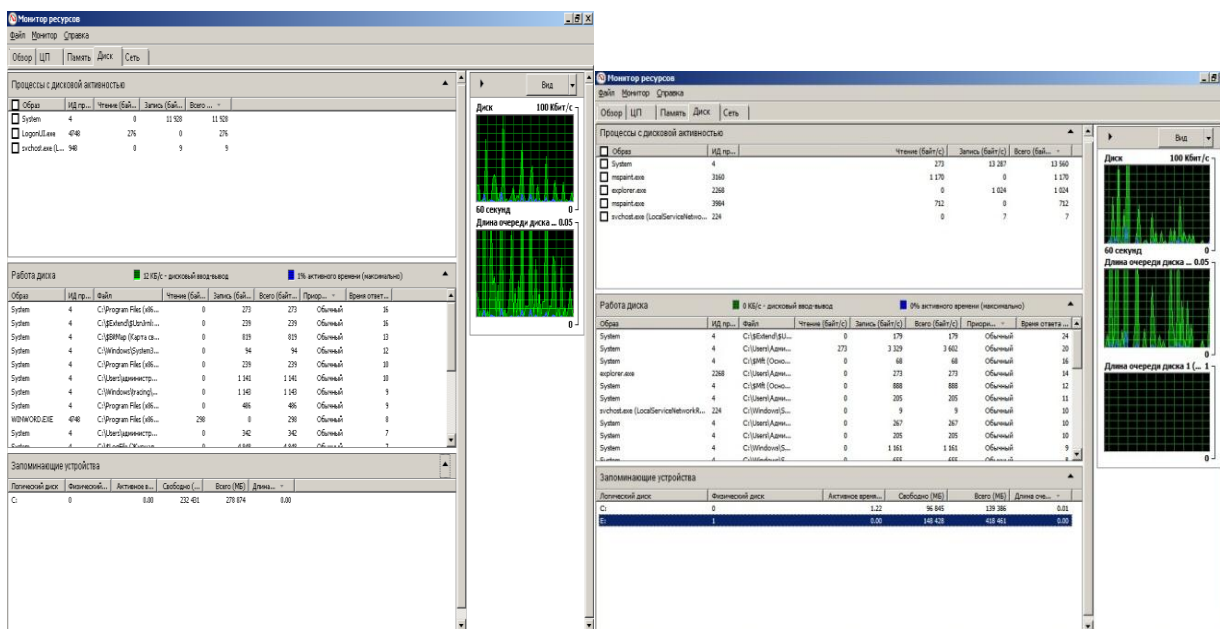 Монитор ресурсов
Файл Монитор Справка
Обзор ЦП Память Диск Сеть
Процессы с дисковой активностью
Образ ИД пр... Чтение (бай... Запись (бай... Всего ...
System 4 0 11 928 11 928
LogonUI.exe 4748 276 0 276
svchost.exe (L... 948 0 9 9
Работа диска 12 КБ/с - дисковый ввод-вывод 1% активного времени (максимально)
Образ ИД пр... Файл Чтение (бай... Запись (бай... Всего (байт... Приор... Время ответ...
System 4 C:\Program Files (x86... 0 273 273 Обычный 16
System 4 C:\$Extend\$UsnJrnl:... 0 239 239 Обычный 16
System 4 C:\$BitMap (Карта св... 0 819 819 Обычный 13
System 4 C:\Windows\System3... 0 94 94 Обычный 12
System 4 C:\Program Files (x86... 0 239 239 Обычный 10
System 4 C:\Users\администр... 0 1 141 1 141 Обычный 10
System 4 C:\Windows\tracing\... 0 1 143 1 143 Обычный 9
System 4 C:\Program Files (x86... 0 486 486 Обычный 9
WINWORD.EXE 4748 C:\Program Files (x86... 298 0 298 Обычный 8
System 4 C:\Users\администр... 0 342 342 Обычный 7
Запоминающие устройства
Логический диск Физический... Активное в... Свободно (... Всего (МБ) Длина...
C: 0 0.00 232 431 278 874 0.00
Вид
Диск 100 Кбит/с
60 секунд 0
Длина очереди диска ... 0.05
0
Монитор ресурсов
Файл Монитор Справка
Обзор ЦП Память Диск Сеть
Процессы с дисковой активностью
Образ ИД пр... Чтение (байт/с) Запись (байт/с) Всего (бай...
System 4 273 13 287 13 560
mspaint.exe 3160 1 170 0 1 170
explorer.exe 2268 0 1 024 1 024
mspaint.exe 3984 712 0 712
svchost.exe (LocalServiceNetwo... 224 0 7 7
Работа диска 0 КБ/с - дисковый ввод-вывод 0% активного времени (максимально)
Образ ИД пр... Файл Чтение (байт/с) Запись (байт/с) Всего (байт/с) Приори... Время ответа ...
System 4 C:\$Extend\$U... 0 179 179 Обычный 24
System 4 C:\Users\Адми... 273 3 329 3 602 Обычный 20
System 4 C:\$Mft (Осно... 0 68 68 Обычный 16
explorer.exe 2268 C:\Users\Адми... 0 273 273 Обычный 14
System 4 C:\$Mft (Осно... 0 888 888 Обычный 12
System 4 C:\Users\Адми... 0 205 205 Обычный 11
svchost.exe (LocalServiceNetworkR... 224 C:\Windows\S... 0 9 9 Обычный 10
System 4 C:\Users\Адми... 0 267 267 Обычный 10
System 4 C:\Users\Адми... 0 205 205 Обычный 10
System 4 C:\Windows\S... 0 1 161 1 161 Обычный 9
Запоминающие устройства
Логический диск Физический диск Активное время... Свободно (МБ) Всего (МБ) Длина оче...
C: 0 1.22 96 845 139 386 0.01
E: 1 0.00 148 428 418 461 0.00
Вид
Диск 100 Кбит/с
60 секунд 0
Длина очереди диска ... 0.05
0
Длина очереди диска 1 (... 1
0